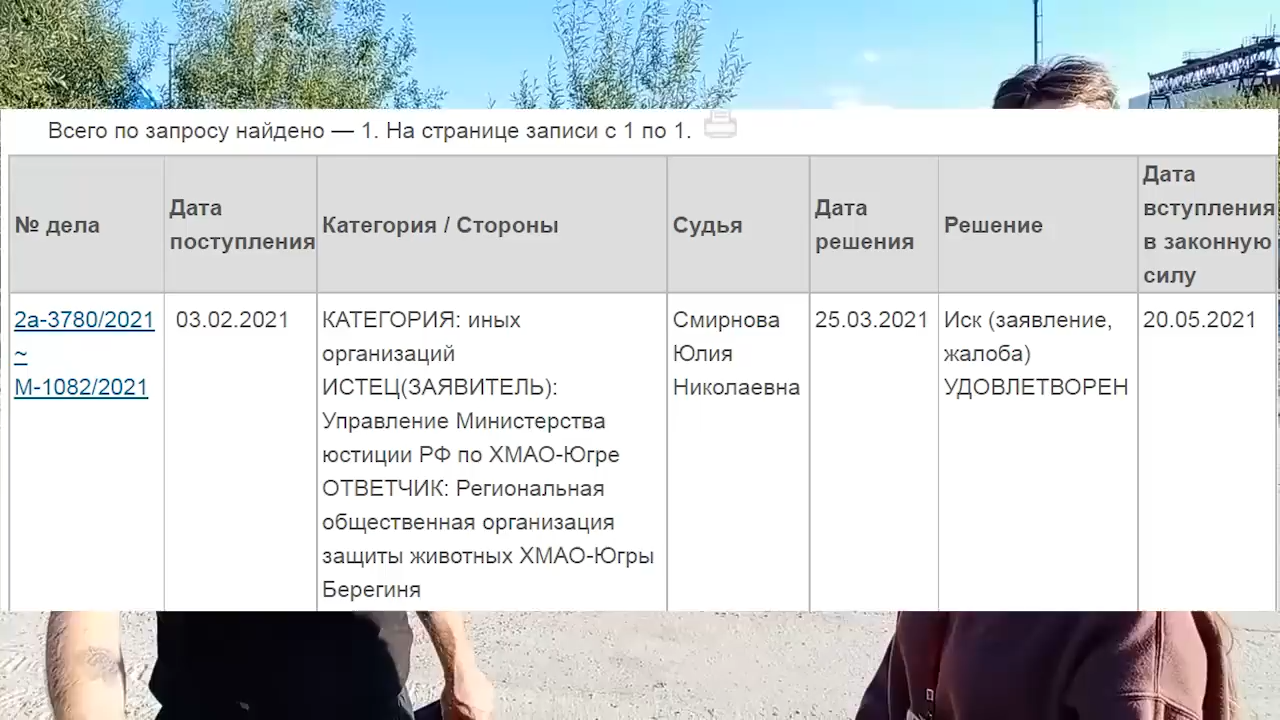 Всего по запросу найдено — 1. На странице записи с 1 по 1.
№ дела
Дата
поступления
Категория / Стороны
Судья
Дата
решения
Решение
Дата
вступления
в законную
силу
2а-3780/2021
~
М-1082/2021
03.02.2021
КАТЕГОРИЯ: иных
организаций
ИСТЕЦ(ЗАЯВИТЕЛЬ):
Управление Министерства
юстиции РФ по ХМАО-Югре
ОТВЕТЧИК: Региональная
общественная организация
защиты животных ХМАО-Югры
Берегиня
Смирнова
Юлия
Николаевна
25.03.2021
Иск (заявление,
жалоба)
УДОВЛЕТВОРЕН
20.05.2021